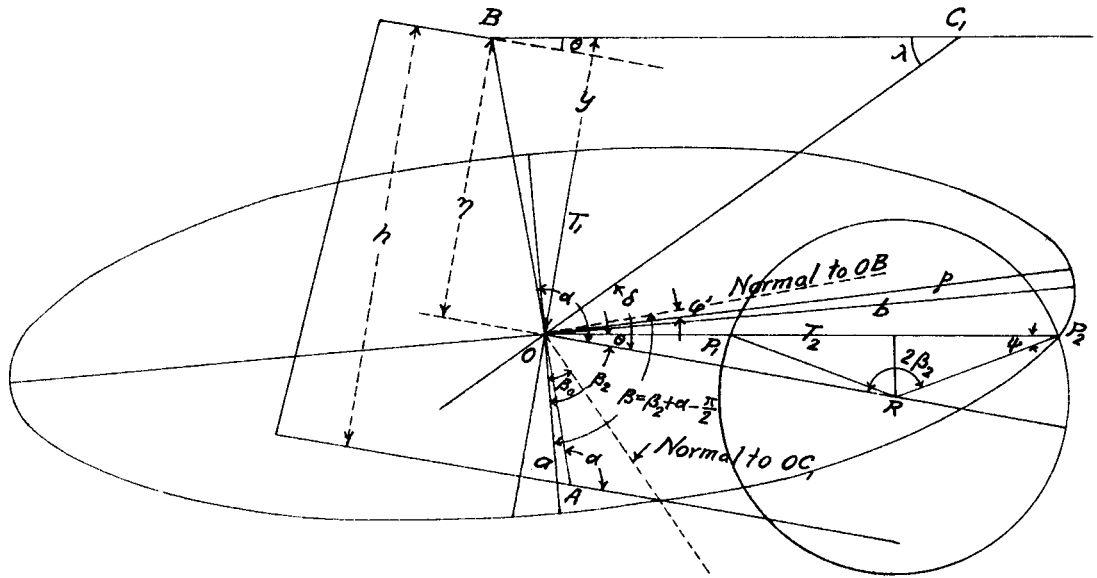 B
C₁
θ
λ
y
η
h
T₁
Normal to OB
α
δ
φ'
p
b
O
θ
P₁
T₂
ψ
P₂
β₀
β₂
2β₂
β=β₂+α-π/2
R
Normal to OC₁
a
α
A